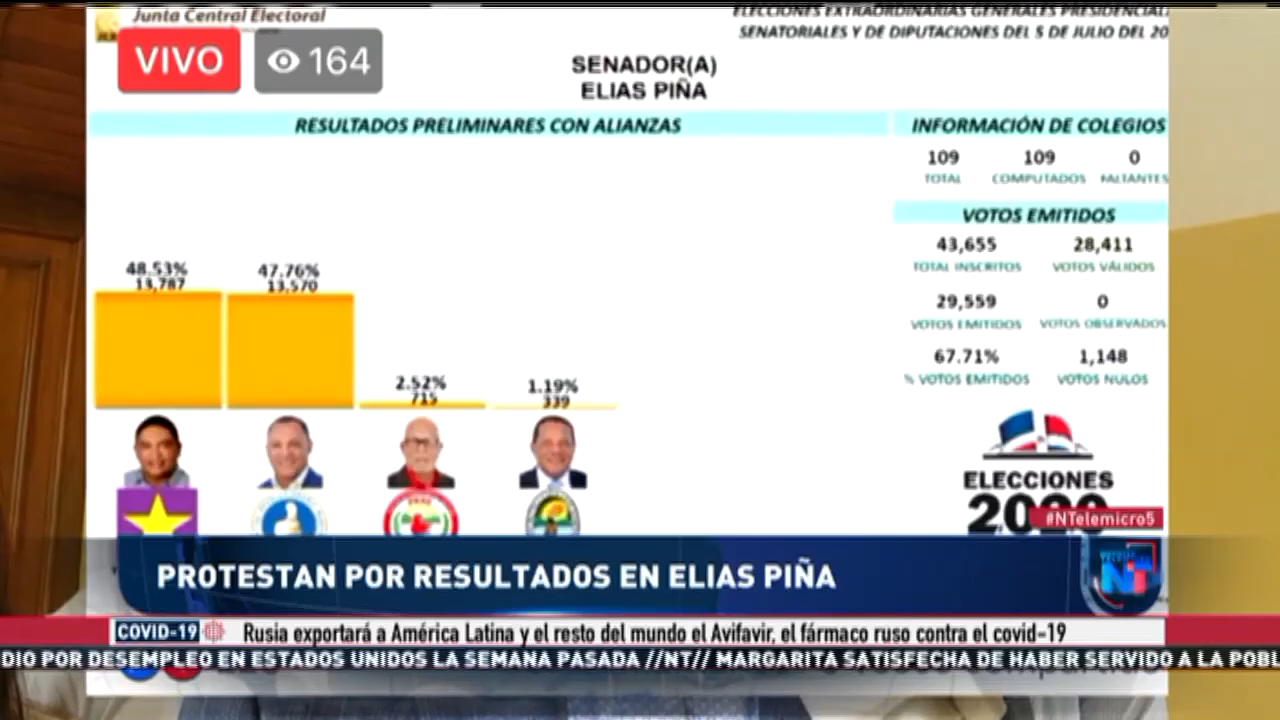 Junta Central Electoral
ELECCIONES EXTRAORDINARIAS GENERALES PRESIDENCIAL
SENATORIALES Y DE DIPUTACIONES DEL 5 DE JULIO DEL 20
VIVO 164
SENADOR(A)
ELIAS PIÑA
RESULTADOS PRELIMINARES CON ALIANZAS
INFORMACIÓN DE COLEGIOS
109 109 0
TOTAL COMPUTADOS FALTANTES
VOTOS EMITIDOS
43,655 28,411
TOTAL INSCRITOS VOTOS VÁLIDOS
29,559 0
VOTOS EMITIDOS VOTOS OBSERVADOS
67.71% 1,148
% VOTOS EMITIDOS VOTOS NULOS
48.53% 47.76%
13,787 13,570
2.52% 1.19%
715 339
ELECCIONES
2020
#NTelemicro5
PROTESTAN POR RESULTADOS EN ELIAS PIÑA
NT
COVID-19 Rusia exportará a América Latina y el resto del mundo el Avifavir, el fármaco ruso contra el covid-19
DIO POR DESEMPLEO EN ESTADOS UNIDOS LA SEMANA PASADA //NT// MARGARITA SATISFECHA DE HABER SERVIDO A LA POBL